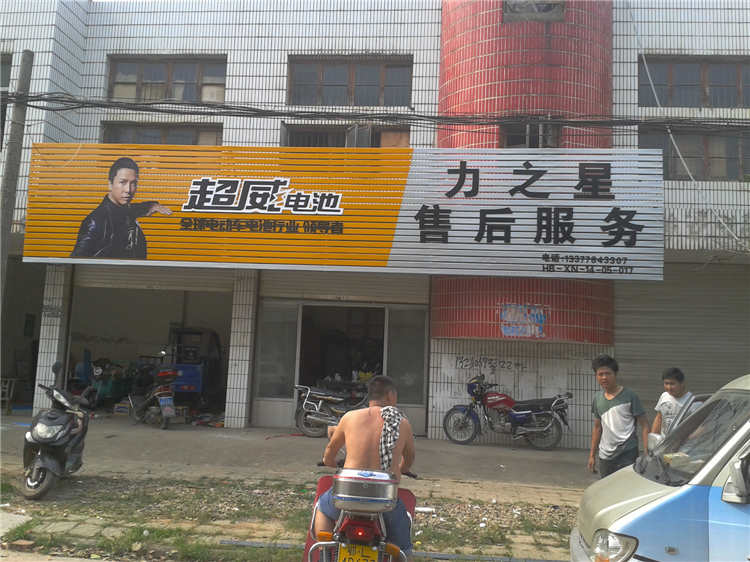 超威电池
全球电动车电池行业 领导者
力之星
售后服务
电话:13377843307
HB-XN-14-05-017